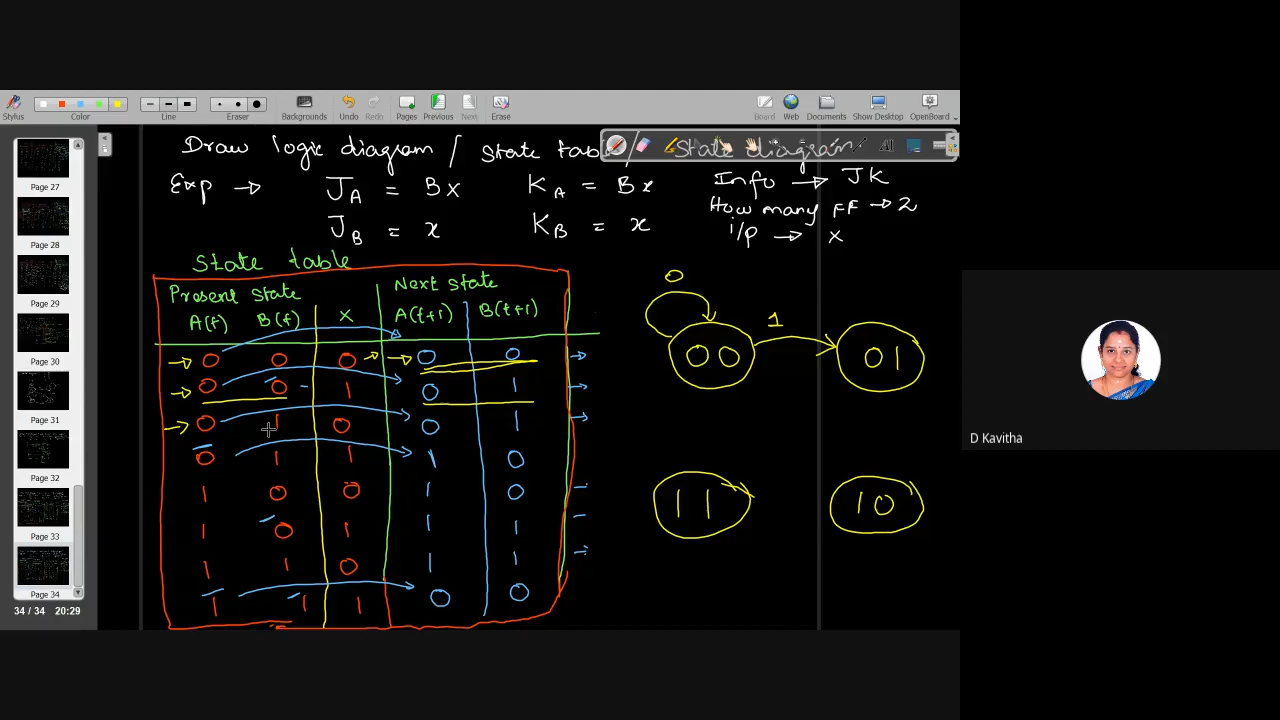 Stylus
Color
Line
Eraser
Backgrounds
Undo
Redo
Pages
Previous
Next
Erase
Board
Web
Documents
Show Desktop
OpenBoard
Page 27
Page 28
Page 29
Page 30
Page 31
Page 32
Page 33
Page 34
34 / 34 20:29
Draw logic diagram / State table / State diagram
Exp → J_A = Bx K_A = Bx
J_B = x K_B = x
Info → JK
How many FF → 2
i/p → x
State table
Present state Next state
A(t) B(t) x A(t+1) B(t+1)
0 0 0 0 0
0 0 1 0 1
0 1 0 0 1
0 1 1 1 0
1 0 0 1 0
1 0 1 1 1
1 1 0 1 1
1 1 1 0 0
0
00 1 01
11 10
D Kavitha